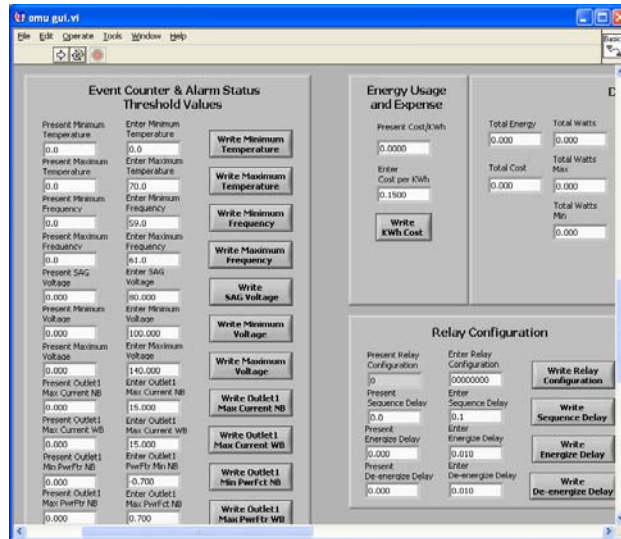 omu gui.vi
File Edit Operate Tools Window Help
Basic
Event Counter & Alarm Status
Threshold Values
Present Minimum
Temperature
0.0
Enter Minimum
Temperature
0.0
Write Minimum
Temperature
Present Maximum
Temperature
0.0
Enter Maximum
Temperature
70.0
Write Maximum
Temperature
Present Minimum
Frequency
0.0
Enter Minimum
Frequency
59.0
Write Minimum
Frequency
Present Maximum
Frequency
0.0
Enter Maximum
Frequency
61.0
Write Maximum
Frequency
Present SAG
Voltage
0.000
Enter SAG
Voltage
80.000
Write
SAG Voltage
Present Minimum
Voltage
0.000
Enter Minimum
Voltage
100.000
Write Minimum
Voltage
Present Maximum
Voltage
0.000
Enter Maximum
Voltage
140.000
Write Maximum
Voltage
Present Outlet1
Max Current NB
0.000
Enter Outlet1
Max Current NB
15.000
Write Outlet1
Max Current NB
Present Outlet1
Max Current WB
0.000
Enter Outlet1
Max Current WB
15.000
Write Outlet1
Max Current WB
Present Outlet1
Min PwrFtr NB
0.000
Enter Outlet1
PwrFtr Min NB
-0.700
Write Outlet1
Min PwrFct NB
Present Outlet1
Max PwrFtr NB
0.000
Enter Outlet1
Max PwrFct NB
0.700
Write Outlet1
Max PwrFtr WB
Energy Usage
and Expense
Present Cost/KWh
0.0000
Enter
Cost per KWh
0.1500
Write
KWh Cost
D
Total Energy
0.000
Total Watts
0.000
Total Cost
0.000
Total Watts
Max
0.000
Total Watts
Min
0.000
Relay Configuration
Present Relay
Configuration
0
Enter Relay
Configuration
00000000
Write Relay
Configuration
Present
Sequence Delay
0.0
Enter
Sequence Delay
0.1
Write
Sequence Delay
Present
Energize Delay
0.000
Enter
Energize Delay
0.010
Write
Energize Delay
Present
De-energize Delay
0.000
Enter
De-energize Delay
0.010
Write
De-energize Delay